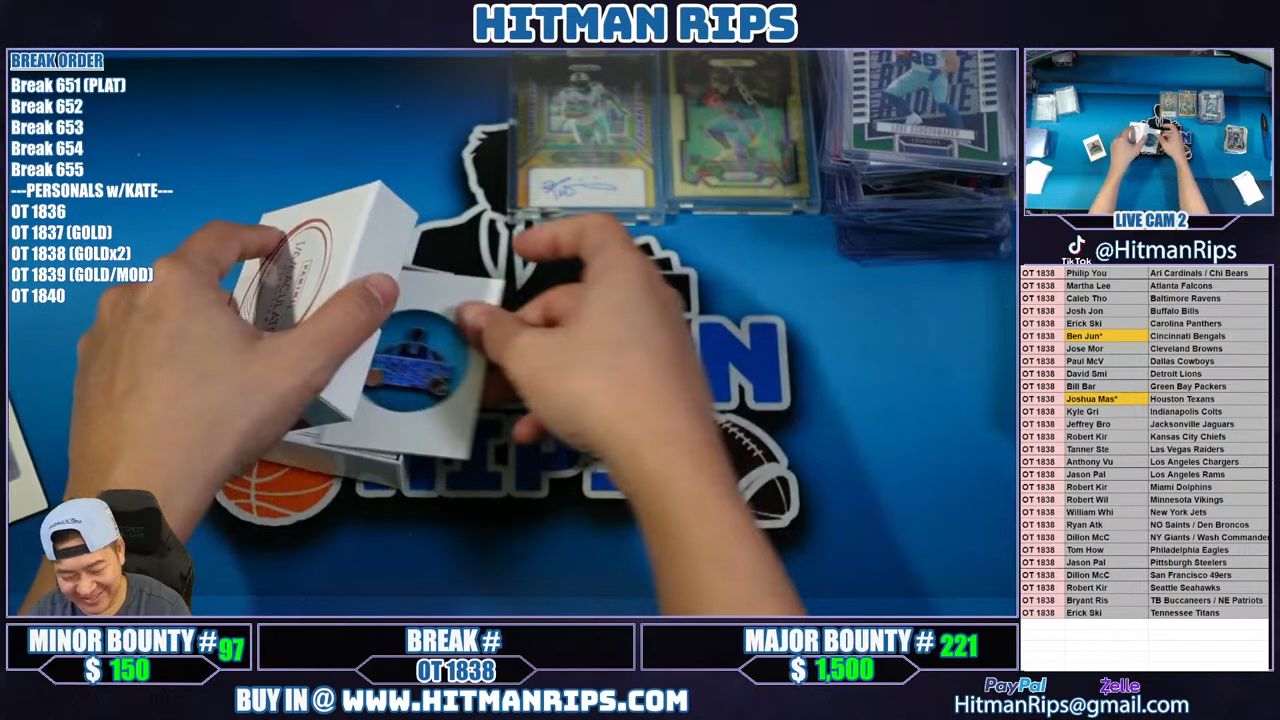 HITMAN RIPS
BREAK ORDER
Break 651 (PLAT)
Break 652
Break 653
Break 654
Break 655
---PERSONALS w/KATE---
OT 1836
OT 1837 (GOLD)
OT 1838 (GOLDx2)
OT 1839 (GOLD/MOD)
OT 1840
IMMACULATE
PANINI
ROOKIE
LUKE SCHOONMAKER
N
RIPS
LIVE CAM 2
TikTok @HitmanRips
OT 1838 Philip You Ari Cardinals / Chi Bears
OT 1838 Martha Lee Atlanta Falcons
OT 1838 Caleb Tho Baltimore Ravens
OT 1838 Josh Jon Buffalo Bills
OT 1838 Erick Ski Carolina Panthers
OT 1838 Ben Jun* Cincinnati Bengals
OT 1838 Jose Mor Cleveland Browns
OT 1838 Paul McV Dallas Cowboys
OT 1838 David Smi Detroit Lions
OT 1838 Bill Bar Green Bay Packers
OT 1838 Joshua Mas* Houston Texans
OT 1838 Kyle Gri Indianapolis Colts
OT 1838 Jeffrey Bro Jacksonville Jaguars
OT 1838 Robert Kir Kansas City Chiefs
OT 1838 Tanner Ste Las Vegas Raiders
OT 1838 Anthony Vu Los Angeles Chargers
OT 1838 Jason Pal Los Angeles Rams
OT 1838 Robert Kir Miami Dolphins
OT 1838 Robert Wil Minnesota Vikings
OT 1838 William Whi New York Jets
OT 1838 Ryan Atk NO Saints / Den Broncos
OT 1838 Dillon McC NY Giants / Wash Commander
OT 1838 Tom How Philadelphia Eagles
OT 1838 Jason Pal Pittsburgh Steelers
OT 1838 Dillon McC San Francisco 49ers
OT 1838 Robert Kir Seattle Seahawks
OT 1838 Bryant Ris TB Buccaneers / NE Patriots
OT 1838 Erick Ski Tennessee Titans
MINOR BOUNTY # 97
$ 150
BREAK #
OT 1838
MAJOR BOUNTY # 221
$ 1,500
BUY IN @ WWW.HITMANRIPS.COM
PayPal Zelle
HitmanRips@gmail.com